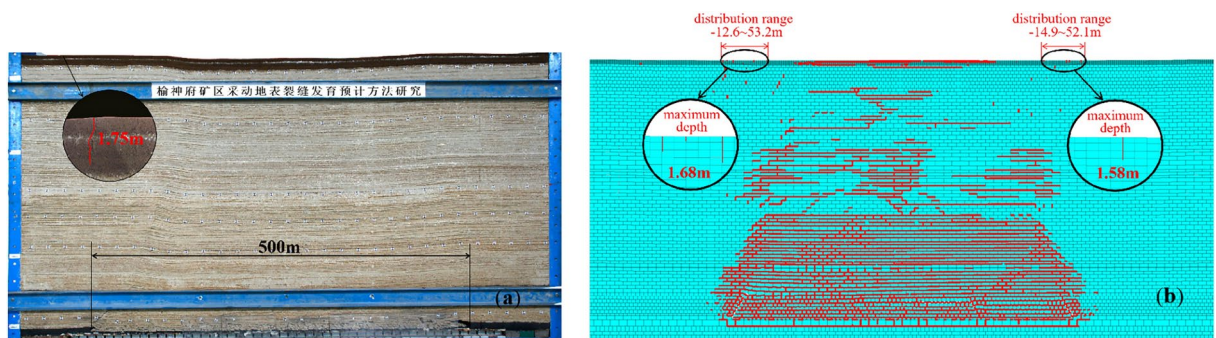 榆神府矿区采动地表裂缝发育预计方法研究
1.75m
500m
(a)
distribution range
-12.6~53.2m
distribution range
-14.9~52.1m
maximum
depth
1.68m
maximum
depth
1.58m
(b)